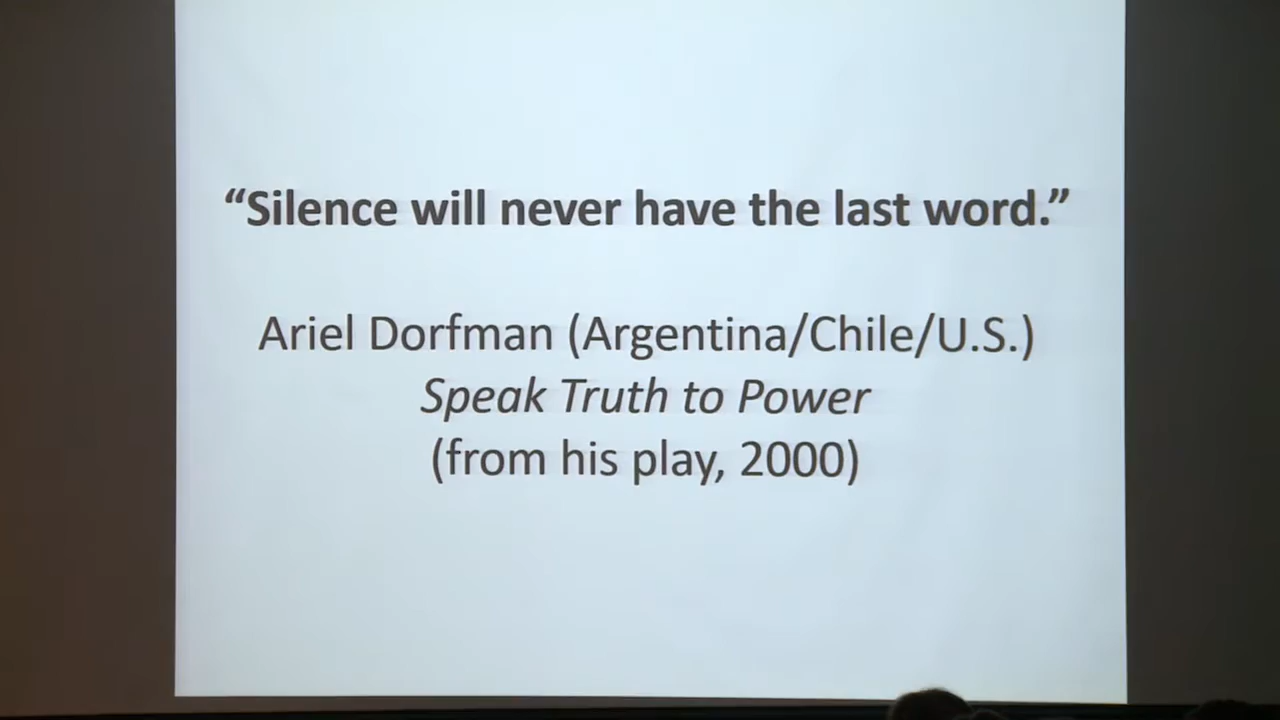 “Silence will never have the last word.”
Ariel Dorfman (Argentina/Chile/U.S.)
Speak Truth to Power
(from his play, 2000)